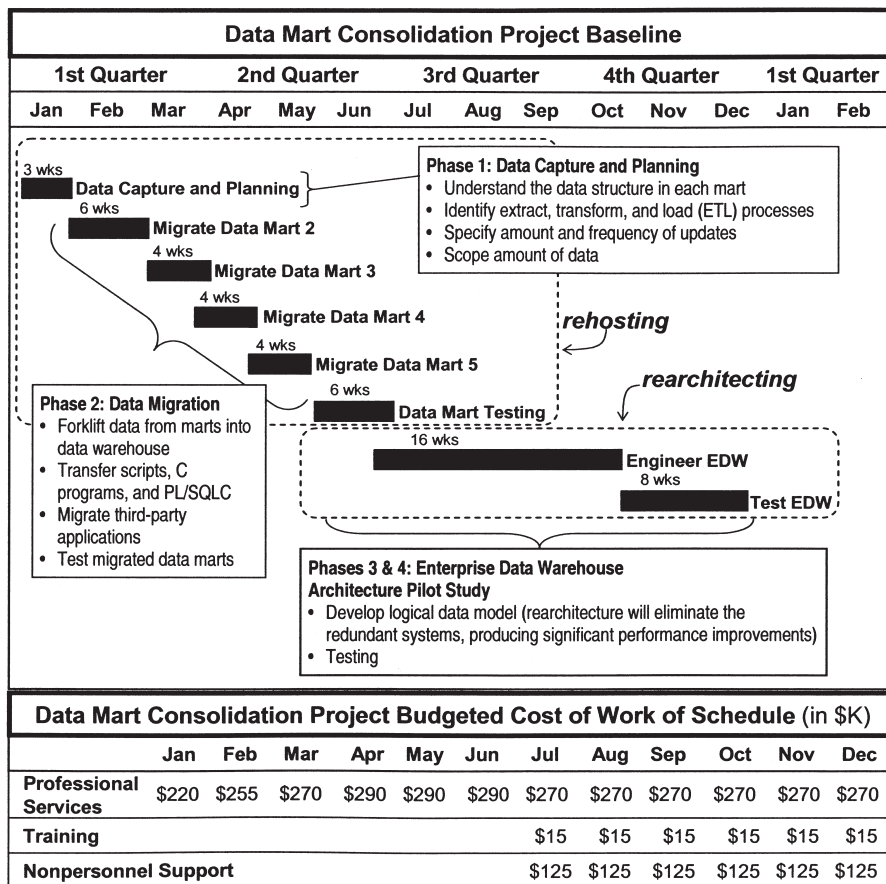 Data Mart Consolidation Project Baseline
1st Quarter 2nd Quarter 3rd Quarter 4th Quarter 1st Quarter
Jan Feb Mar Apr May Jun Jul Aug Sep Oct Nov Dec Jan Feb
3 wks
Data Capture and Planning
6 wks
Migrate Data Mart 2
4 wks
Migrate Data Mart 3
4 wks
Migrate Data Mart 4
4 wks
Migrate Data Mart 5
6 wks
Data Mart Testing
16 wks
Engineer EDW
8 wks
Test EDW
Phase 1: Data Capture and Planning
• Understand the data structure in each mart
• Identify extract, transform, and load (ETL) processes
• Specify amount and frequency of updates
• Scope amount of data
rehosting
rearchitecting
Phase 2: Data Migration
• Forklift data from marts into
data warehouse
• Transfer scripts, C
programs, and PL/SQLC
• Migrate third-party
applications
• Test migrated data marts
Phases 3 & 4: Enterprise Data Warehouse
Architecture Pilot Study
• Develop logical data model (rearchitecture will eliminate the
redundant systems, producing significant performance improvements)
• Testing
Data Mart Consolidation Project Budgeted Cost of Work of Schedule (in $K)
Jan Feb Mar Apr May Jun Jul Aug Sep Oct Nov Dec
Professional
Services $220 $255 $270 $290 $290 $290 $270 $270 $270 $270 $270 $270
Training $15 $15 $15 $15 $15 $15
Nonpersonnel Support $125 $125 $125 $125 $125 $125